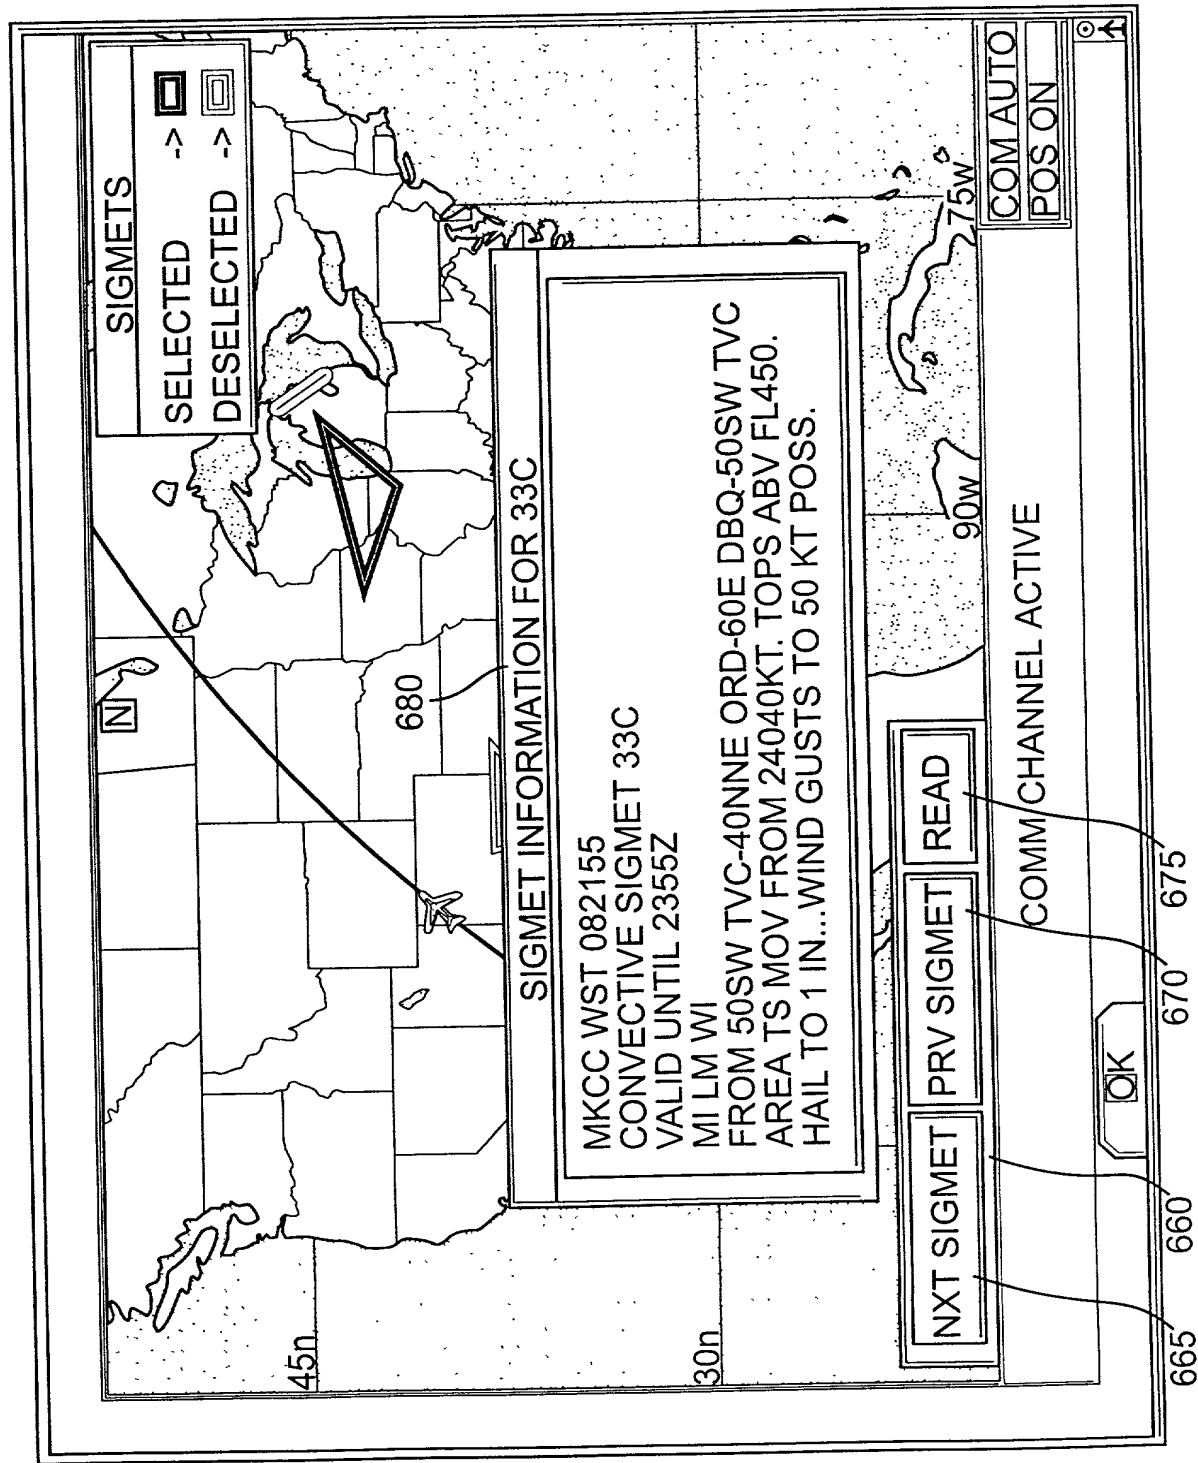 SIGMETS
SELECTED ->
DESELECTED ->
N
680
45n
30n
90w
75w
SIGMET INFORMATION FOR 33C
MKCC WST 082155
CONVECTIVE SIGMET 33C
VALID UNTIL 2355Z
MI LM WI
FROM 50SW TVC-40NNE ORD-60E DBQ-50SW TVC
AREA TS MOV FROM 24040KT. TOPS ABV FL450.
HAIL TO 1 IN...WIND GUSTS TO 50 KT POSS.
NXT SIGMET PRV SIGMET READ
COM AUTO
POS ON
COMM CHANNEL ACTIVE
OK
665 660 670 675